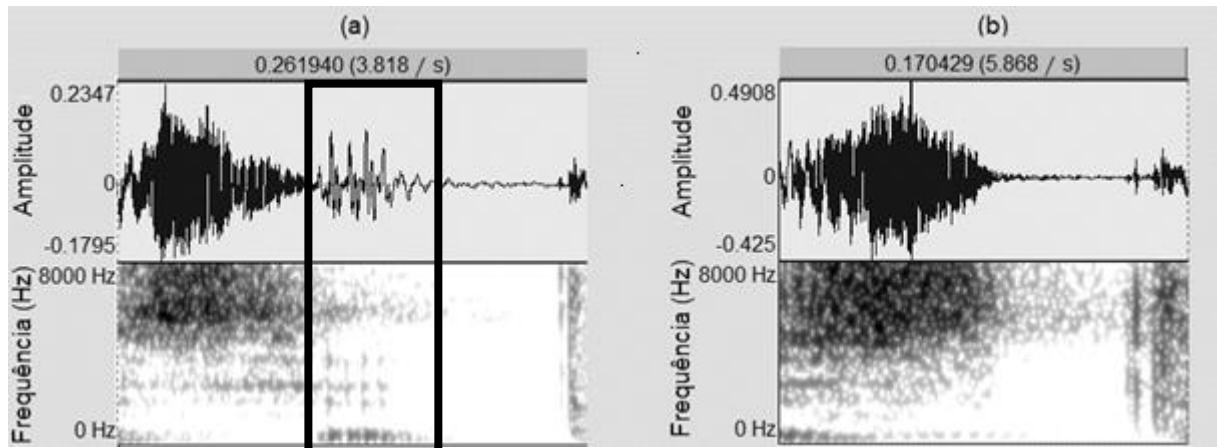 (a)
0.261940 (3.818 / s)
0.2347
Amplitude
0
-0.1795
8000 Hz
Frequência (Hz)
0 Hz
(b)
0.170429 (5.868 / s)
0.4908
Amplitude
0
-0.425
8000 Hz
Frequência (Hz)
0 Hz